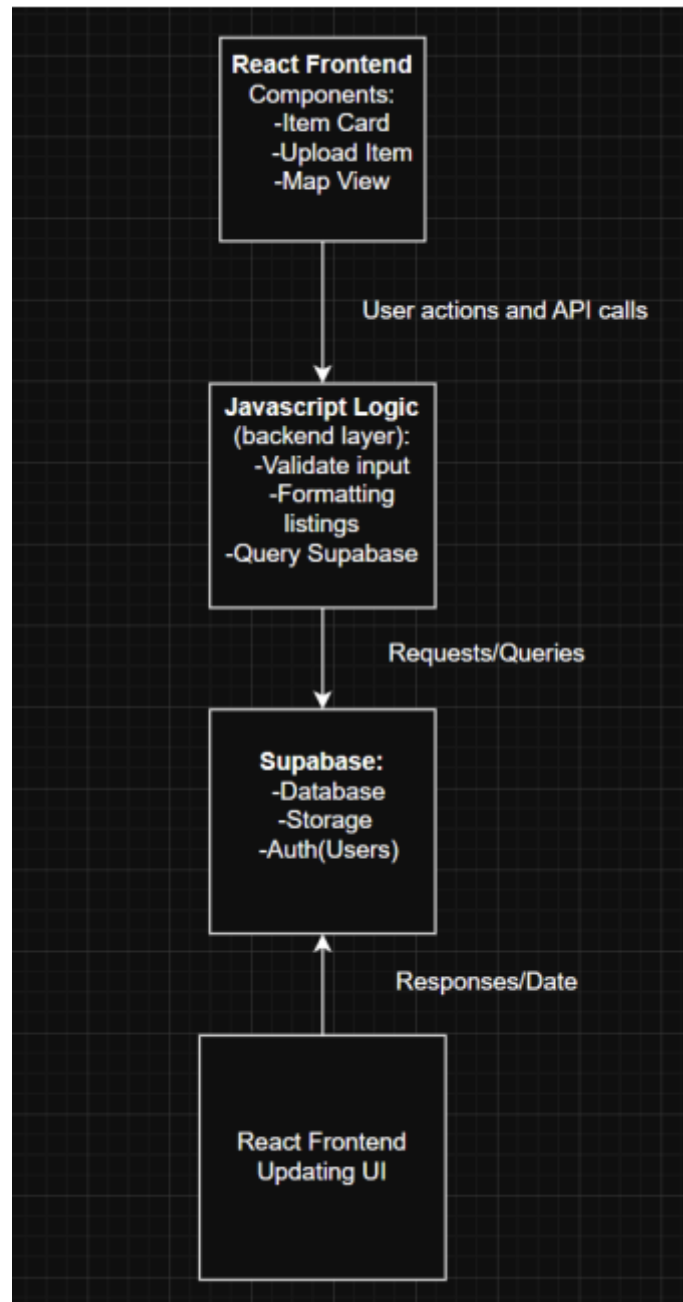 React Frontend
Components:
-Item Card
-Upload Item
-Map View
User actions and API calls
Javascript Logic
(backend layer):
-Validate input
-Formatting
listings
-Query Supabase
Requests/Queries
Supabase:
-Database
-Storage
-Auth(Users)
Responses/Date
React Frontend
Updating UI